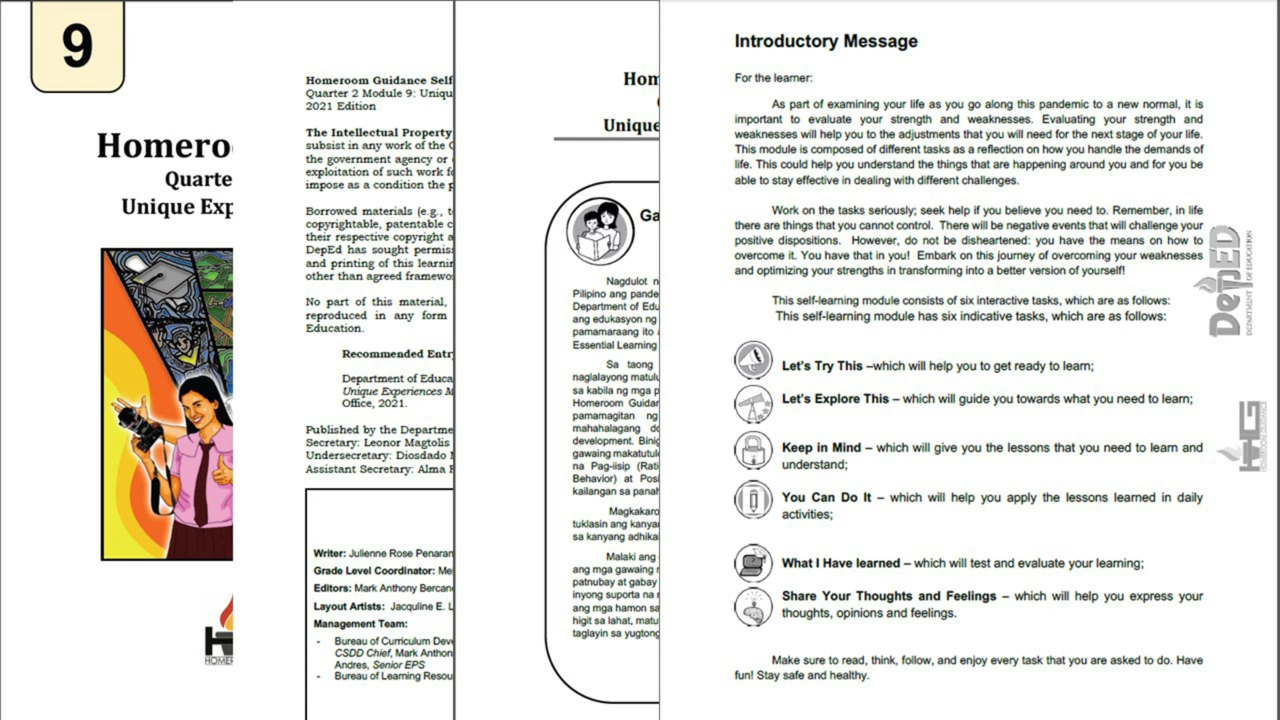 9
Homeroo
Quarte
Unique Exp
HOMER
Homeroom Guidance Self
Quarter 2 Module 9: Uniqu
2021 Edition
The Intellectual Property
subsist in any work of the
the government agency or
exploitation of such work f
impose as a condition the p
Borrowed materials (e.g.,
copyrightable, patentable c
their respective copyright a
DepEd has sought permis
and printing of this learnin
other than agreed framewo
No part of this material,
reproduced in any form
Education.
Recommended Entr
Department of Educa
Unique Experiences M
Office, 2021.
Published by the Departme
Secretary: Leonor Magtolis
Undersecretary: Diosdado
Assistant Secretary: Alma
Writer: Julienne Rose Penaran
Grade Level Coordinator: Me
Editors: Mark Anthony Bercan
Layout Artists: Jacquline E. L
Management Team:
- Bureau of Curriculum Deve
CSDD Chief, Mark Anthon
Andres, Senior EPS
- Bureau of Learning Resou
Hom
Unique
Ga
Nagdulot n
Pilipino ang pande
Department of Edu
ang edukasyon ng
pamamaraang ito a
Essential Learning
Sa taong
naglalayong matulu
sa kabila ng mga p
Homeroom Guidan
pamamagitan ng
mahahalagang do
development. Binig
gawaing makatutul
na Pag-iisip (Rati
Behavior) at Posi
kailangan sa panah
Magkakaro
tuklasin ang kanya
sa kanyang adhika
Malaki ang
ang mga gawaing
patnubay at gabay
inyong suporta na
ang mga hamon sa
higit sa lahat, matu
taglayin sa yugtong
Introductory Message
For the learner:
As part of examining your life as you go along this pandemic to a new normal, it is
important to evaluate your strength and weaknesses. Evaluating your strength and
weaknesses will help you to the adjustments that you will need for the next stage of your life.
This module is composed of different tasks as a reflection on how you handle the demands of
life. This could help you understand the things that are happening around you and for you be
able to stay effective in dealing with different challenges.
Work on the tasks seriously; seek help if you believe you need to. Remember, in life
there are things that you cannot control. There will be negative events that will challenge your
positive dispositions. However, do not be disheartened: you have the means on how to
overcome it. You have that in you! Embark on this journey of overcoming your weaknesses
and optimizing your strengths in transforming into a better version of yourself!
This self-learning module consists of six interactive tasks, which are as follows:
This self-learning module has six indicative tasks, which are as follows:
Let's Try This –which will help you to get ready to learn;
Let's Explore This – which will guide you towards what you need to learn;
Keep in Mind – which will give you the lessons that you need to learn and
understand;
You Can Do It – which will help you apply the lessons learned in daily
activities;
What I Have learned – which will test and evaluate your learning;
Share Your Thoughts and Feelings – which will help you express your
thoughts, opinions and feelings.
Make sure to read, think, follow, and enjoy every task that you are asked to do. Have
fun! Stay safe and healthy.
DepED
DEPARTMENT OF EDUCATION
HG
HOMEROOM GUIDANCE